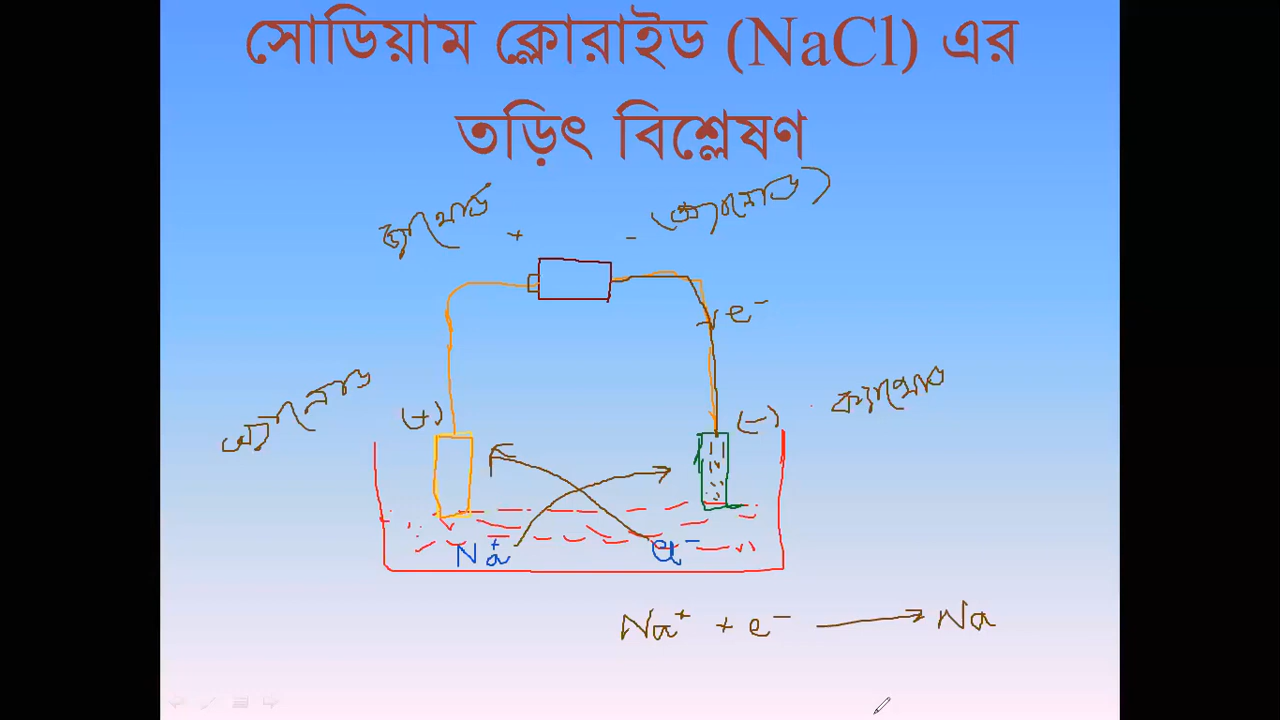 সোডিয়াম ক্লোরাইড (NaCl) এর
তড়িৎ বিশ্লেষণ
ক্যাথোড + - (অ্যানোড)
e⁻
অ্যানোড (+) (-) ক্যাথোড
Na⁺ Cl⁻
Na⁺ + e⁻ → Na